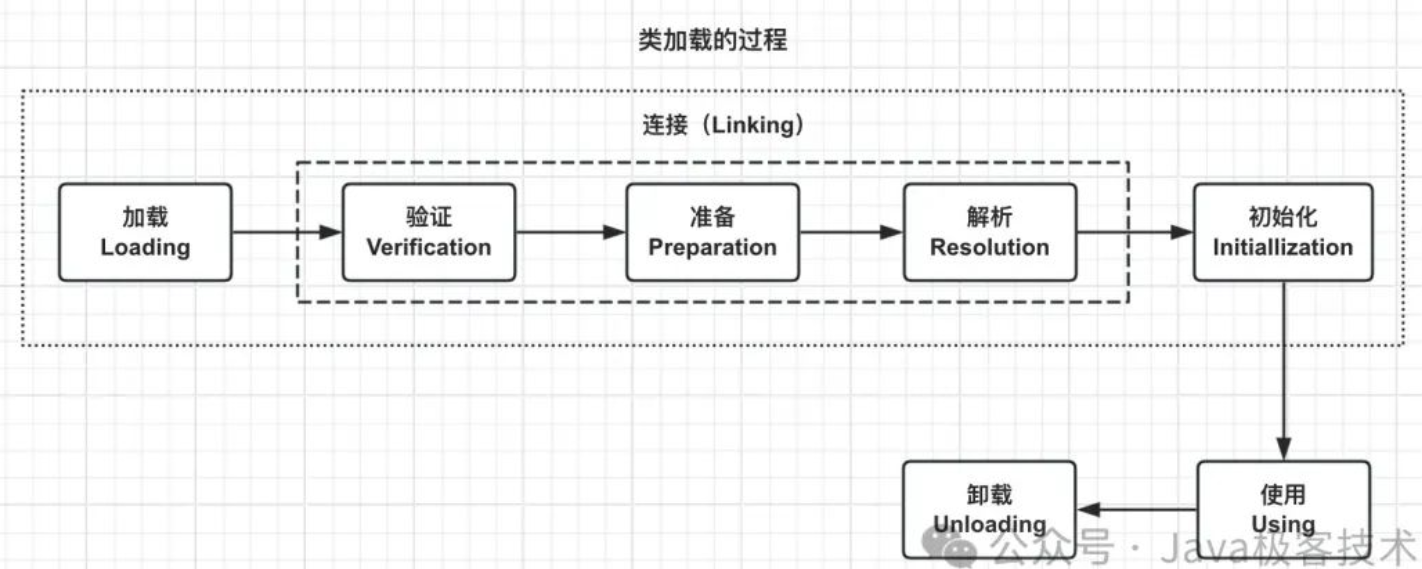 类加载的过程
连接（Linking）
加载
Loading
验证
Verification
准备
Preparation
解析
Resolution
初始化
Initiallization
卸载
Unloading
使用
Using
公众号 · Java极客技术